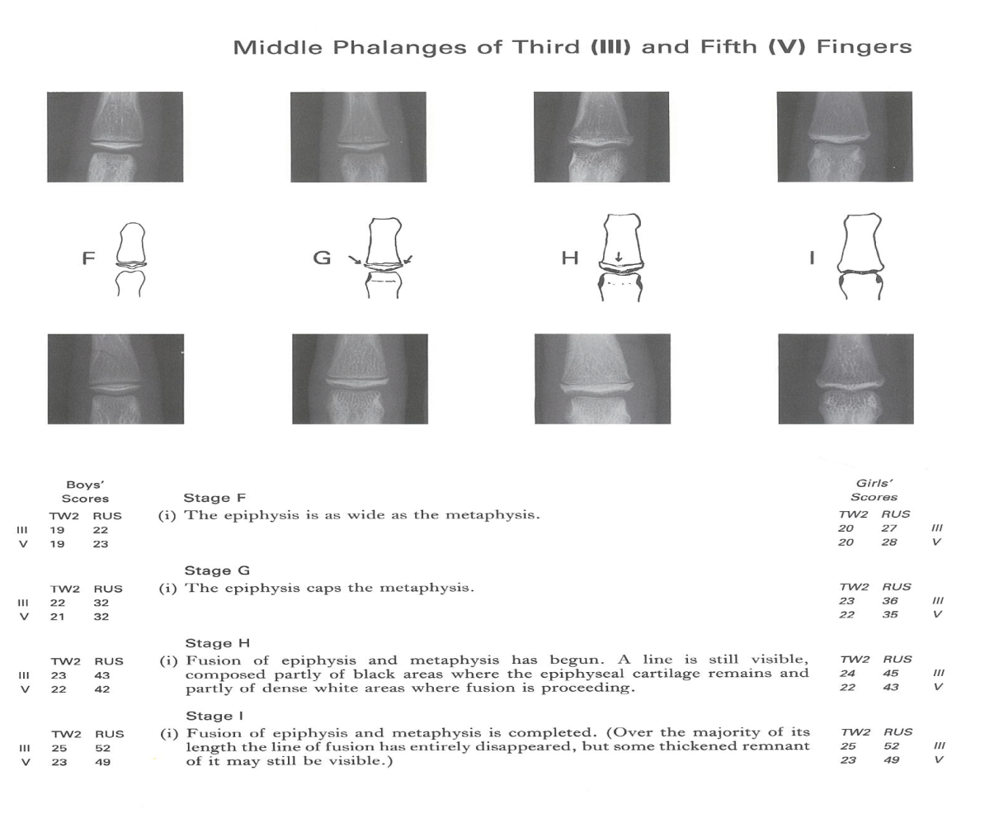 Middle Phalanges of Third (III) and Fifth (V) Fingers
F G H I
Boys' Scores
Girls' Scores
Stage F
TW2 RUS (i) The epiphysis is as wide as the metaphysis. TW2 RUS
III 19 22 20 27 III
V 19 23 20 28 V
Stage G
TW2 RUS (i) The epiphysis caps the metaphysis. TW2 RUS
III 22 32 23 36 III
V 21 32 22 35 V
Stage H
TW2 RUS (i) Fusion of epiphysis and metaphysis has begun. A line is still visible, TW2 RUS
III 23 43 composed partly of black areas where the epiphyseal cartilage remains and 24 45 III
V 22 42 partly of dense white areas where fusion is proceeding. 22 43 V
Stage I
TW2 RUS (i) Fusion of epiphysis and metaphysis is completed. (Over the majority of its TW2 RUS
III 25 52 length the line of fusion has entirely disappeared, but some thickened remnant 25 52 III
V 23 49 of it may still be visible.) 23 49 V